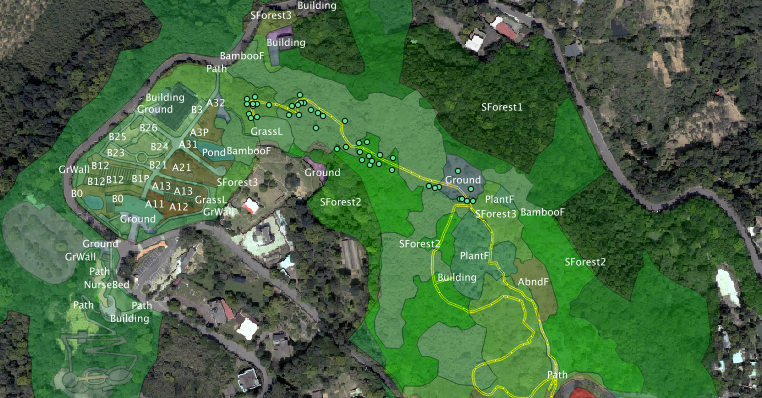 Building
SForest3
Building
BambooF
Path
Building
Ground
A32
B3
SForest1
B26
B25
A3P
GrassL
B24
A31
B23
Pond
BambooF
GrWall
B12
B21
A21
B12
B12
B1P
SForest3
Ground
Ground
A13
A13
B0
B0
GrassL
PlantF
A11
A12
GrWall
SForest2
SForest3
BambooF
Ground
Ground
SForest2
GrWall
PlantF
SForest2
Path
Building
AbndF
NurseBed
Path
Path
Building
Path